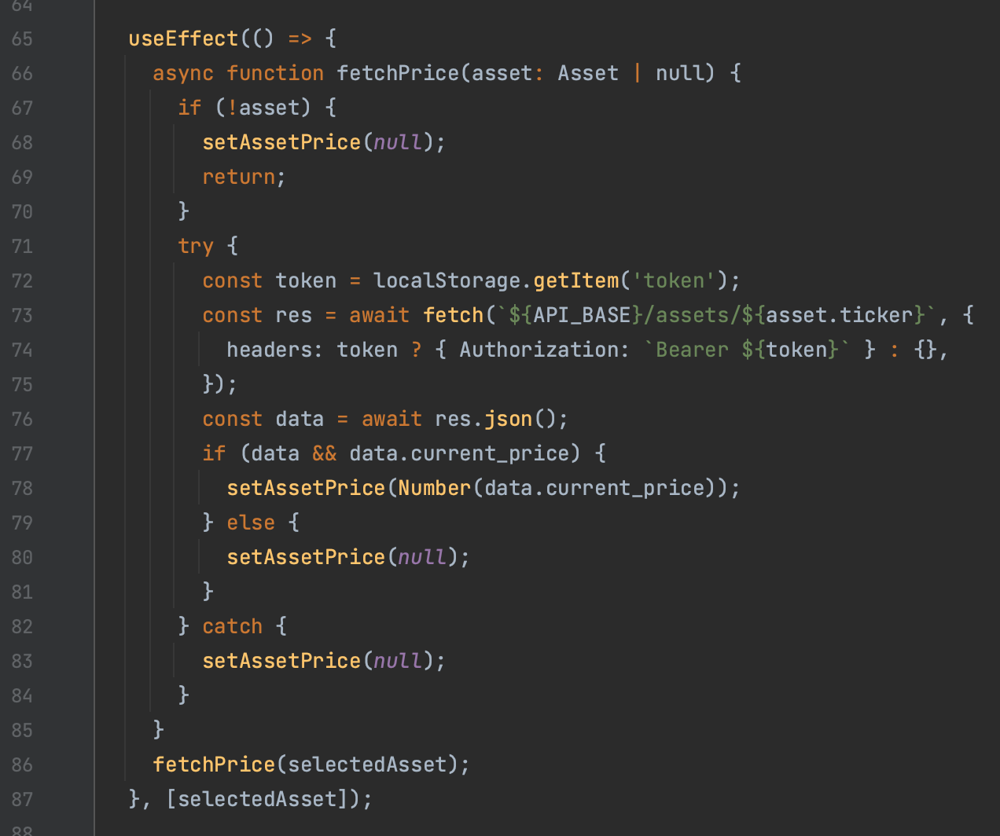 64
65 useEffect(() => {
66 async function fetchPrice(asset: Asset | null) {
67 if (!asset) {
68 setAssetPrice(null);
69 return;
70 }
71 try {
72 const token = localStorage.getItem('token');
73 const res = await fetch(`${API_BASE}/assets/${asset.ticker}`, {
74 headers: token ? { Authorization: `Bearer ${token}` } : {},
75 });
76 const data = await res.json();
77 if (data && data.current_price) {
78 setAssetPrice(Number(data.current_price));
79 } else {
80 setAssetPrice(null);
81 }
82 } catch {
83 setAssetPrice(null);
84 }
85 }
86 fetchPrice(selectedAsset);
87 }, [selectedAsset]);
88